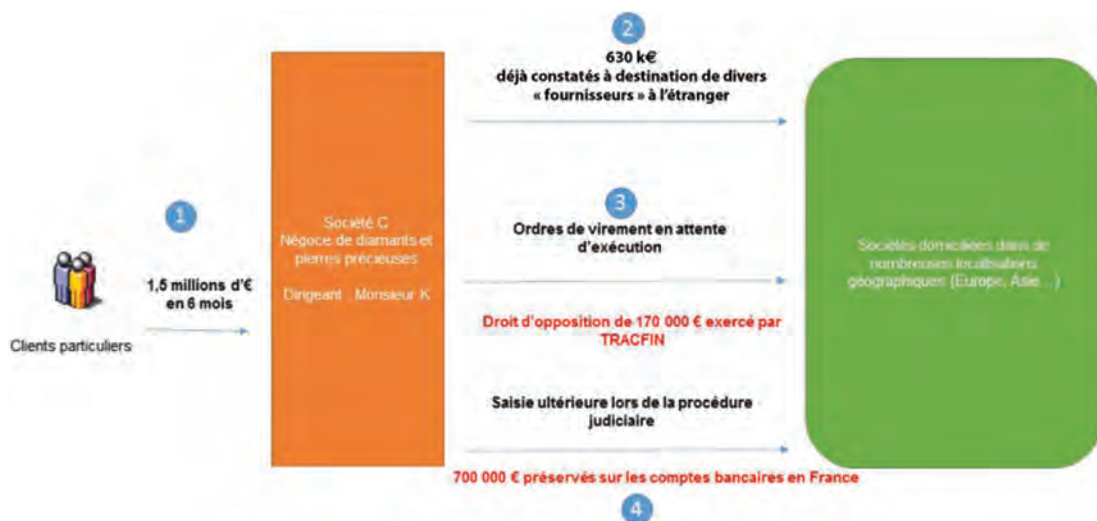 1
1,5 millions d'€
en 6 mois
Clients particuliers
Société C
Négoce de diamants et
pierres précieuses
Dirigeant : Monsieur K
2
630 k€
déjà constatés à destination de divers
« fournisseurs » à l'étranger
3
Ordres de virement en attente
d'exécution
Droit d'opposition de 170 000 € exercé par
TRACFIN
Saisie ultérieure lors de la procédure
judiciaire
700 000 € préservés sur les comptes bancaires en France
4
Sociétés domiciliées dans de
nombreuses localisations
géographiques (Europe, Asie...)